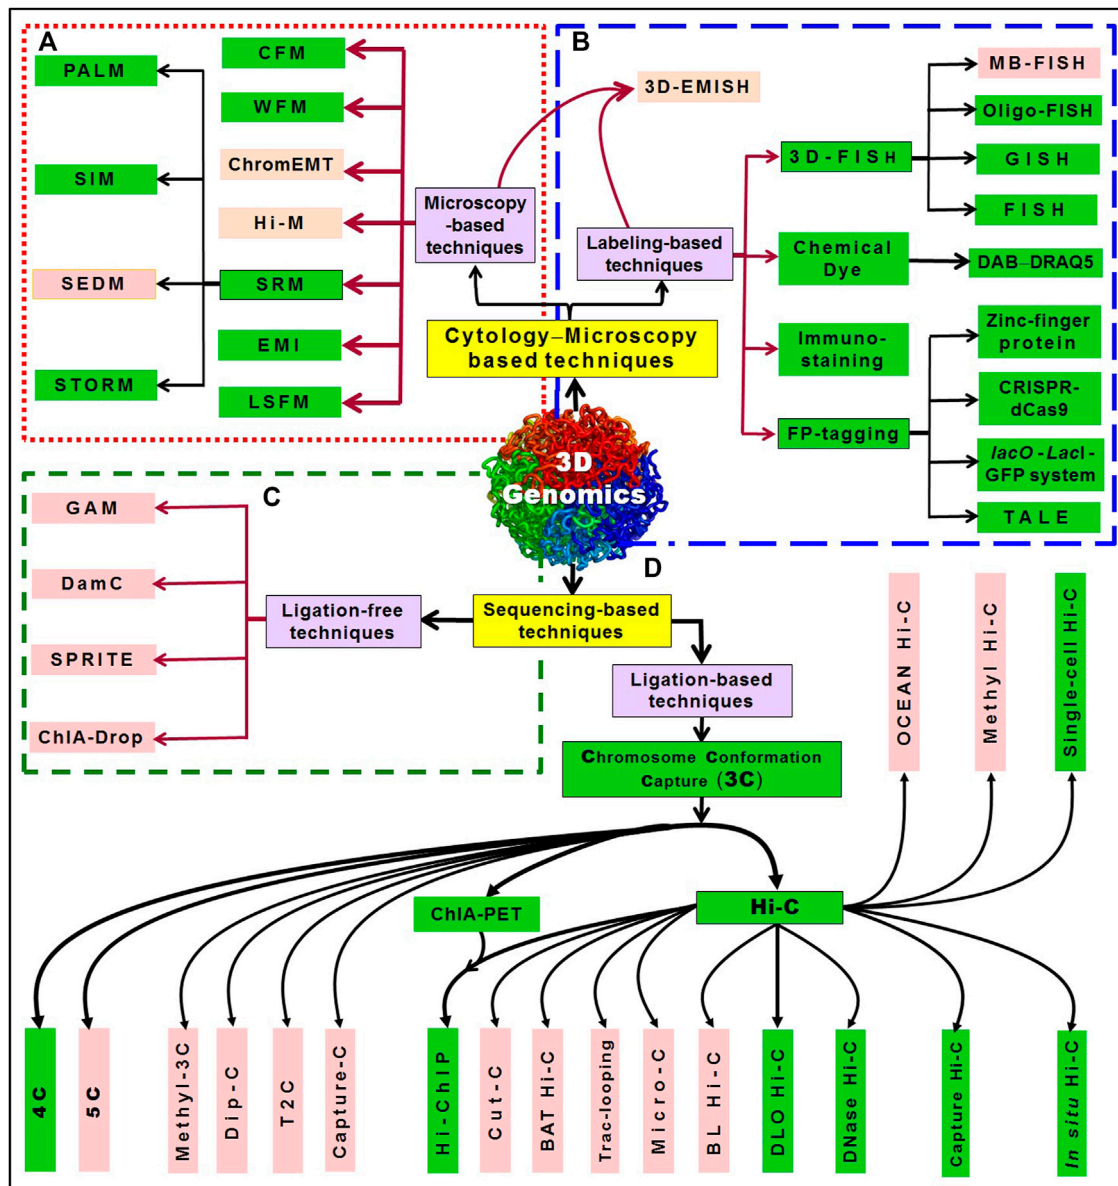 A
B
CFM
PALM
WFM
ChromEMT
SIM
Hi-M
SEDM
SRM
EMI
STORM
LSFM
Microscopy
-based
techniques
3D-EMISH
Labeling-based
techniques
Cytology–Microscopy
based techniques
MB-FISH
Oligo-FISH
3D-FISH
GISH
FISH
Chemical
Dye
DAB–DRAQ5
Immuno-
staining
Zinc-finger
protein
CRISPR-
dCas9
FP-tagging
lacO-LacI-
GFP system
TALE
3D
Genomics
C
D
GAM
DamC
SPRITE
ChIA-Drop
Ligation-free
techniques
Sequencing-based
techniques
Ligation-based
techniques
Chromosome Conformation
Capture (3C)
OCEAN Hi-C
Methyl Hi-C
Single-cell Hi-C
ChIA-PET
Hi-C
4C
5C
Methyl-3C
Dip-C
T2C
Capture-C
Hi-ChIP
Cut-C
BAT Hi-C
Trac-looping
Micro-C
BL Hi-C
DLO Hi-C
DNase Hi-C
Capture Hi-C
In situ Hi-C